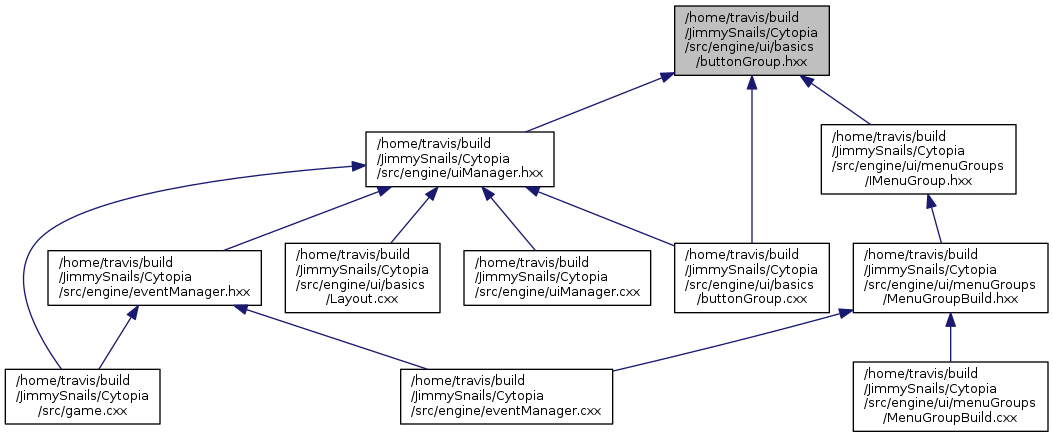 /home/travis/build
/JimmySnails/Cytopia
/src/engine/ui/basics
/buttonGroup.hxx
/home/travis/build
/JimmySnails/Cytopia
/src/engine/uiManager.hxx
/home/travis/build
/JimmySnails/Cytopia
/src/engine/ui/menuGroups
/IMenuGroup.hxx
/home/travis/build
/JimmySnails/Cytopia
/src/engine/eventManager.hxx
/home/travis/build
/JimmySnails/Cytopia
/src/engine/ui/basics
/Layout.cxx
/home/travis/build
/JimmySnails/Cytopia
/src/engine/uiManager.cxx
/home/travis/build
/JimmySnails/Cytopia
/src/engine/ui/basics
/buttonGroup.cxx
/home/travis/build
/JimmySnails/Cytopia
/src/engine/ui/menuGroups
/MenuGroupBuild.hxx
/home/travis/build
/JimmySnails/Cytopia
/src/game.cxx
/home/travis/build
/JimmySnails/Cytopia
/src/engine/eventManager.cxx
/home/travis/build
/JimmySnails/Cytopia
/src/engine/ui/menuGroups
/MenuGroupBuild.cxx